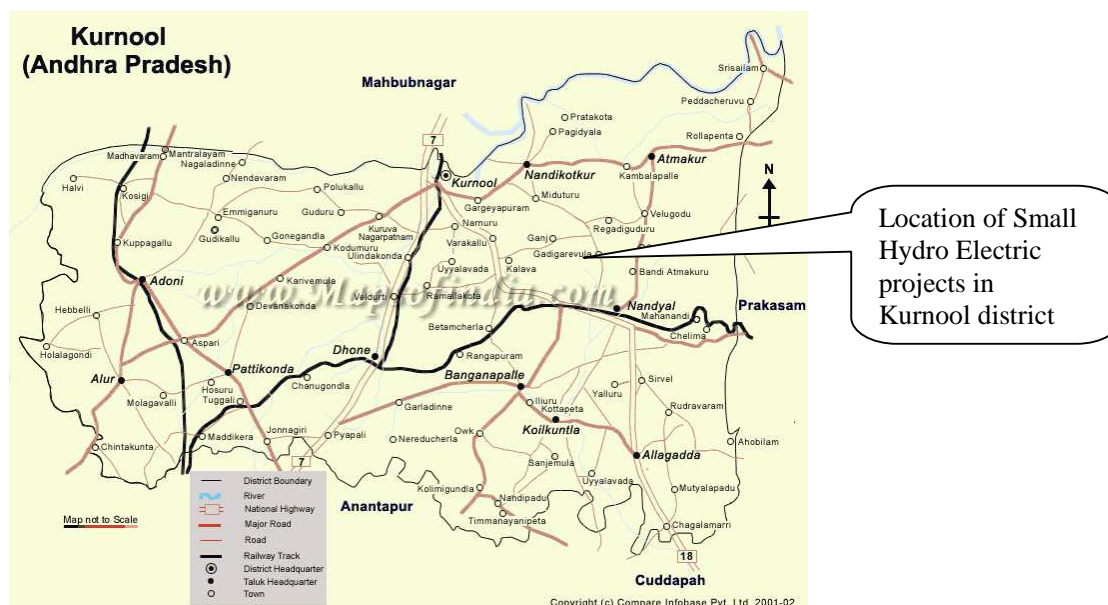 Kurnool
(Andhra Pradesh)
Mahbubnagar
Srisailam
Peddacheruvu
Pratakota
Pagidyala
Rollapenta
7
Madhavaram
Mantralayam
Nagaladinne
Atmakur
N
Halvi
Kosigi
Nendavaram
Polukallu
Kurnool
Nandikotkur
Kambalapalle
Gargeyapuram
Miduturu
Emmiganuru
Guduru
Kuruva
Nagarpatnam
Namuru
Velugodu
Regadiguduru
Kuppagallu
Gudikallu
Gonegandla
Kodumuru
Ulindakonda
Varakallu
Ganj
Gadigarevula
Uyyalavada
Kalava
Bandi Atmakuru
Adoni
Karivemula
Veldurti
Ramallakota
www.Mapsofindia.com
Hebbelli
Devanakonda
Nandyal
Mahanandi
Prakasam
Betamcherla
Chelima
Holalagondi
Aspari
Dhone
Rangapuram
Alur
Pattikonda
Chanugondla
Banganapalle
Sirvel
Yalluru
Hosuru
Molagavalli
Tuggali
Garladinne
Illuru
Kottapeta
Rudravaram
Koilkuntla
Chintakunta
Maddikera
Jonnagiri
Pyapali
Nereducherla
Owk
Ahobilam
Sanjemula
Allagadda
7
Uyyalavada
Kolimigundla
Nandipadu
Mutyalapadu
Anantapur
Timmanayanipeta
Chagalamarri
18
Cuddapah
Map not to Scale
District Boundary
River
National Highway
Major Road
Road
Railway Track
District Headquarter
Taluk Headquarter
Town
Copyright (c) Compare Infobase Pvt. Ltd. 2001-02
Location of Small
Hydro Electric
projects in
Kurnool district